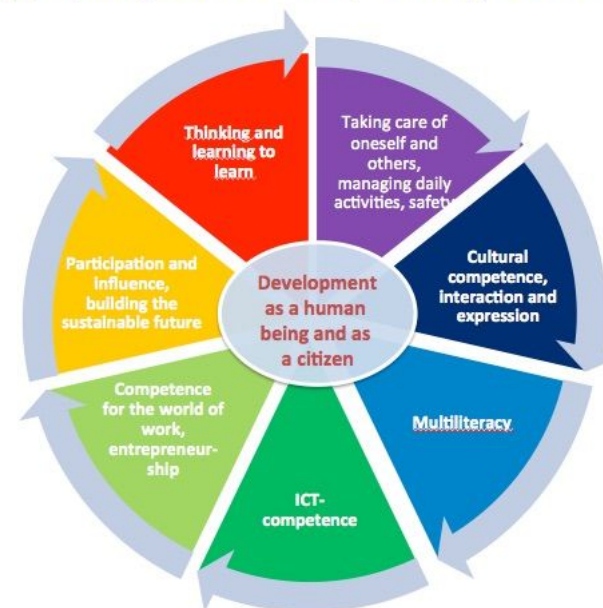 Thinking and
learning to
learn
Taking care of
oneself and
others,
managing daily
activities, safety
Cultural
competence,
interaction and
expression
Multiliteracy
ICT-
competence
Competence
for the world of
work,
entrepreneur-
ship
Participation and
influence,
building the
sustainable future
Development
as a human
being and as
a citizen